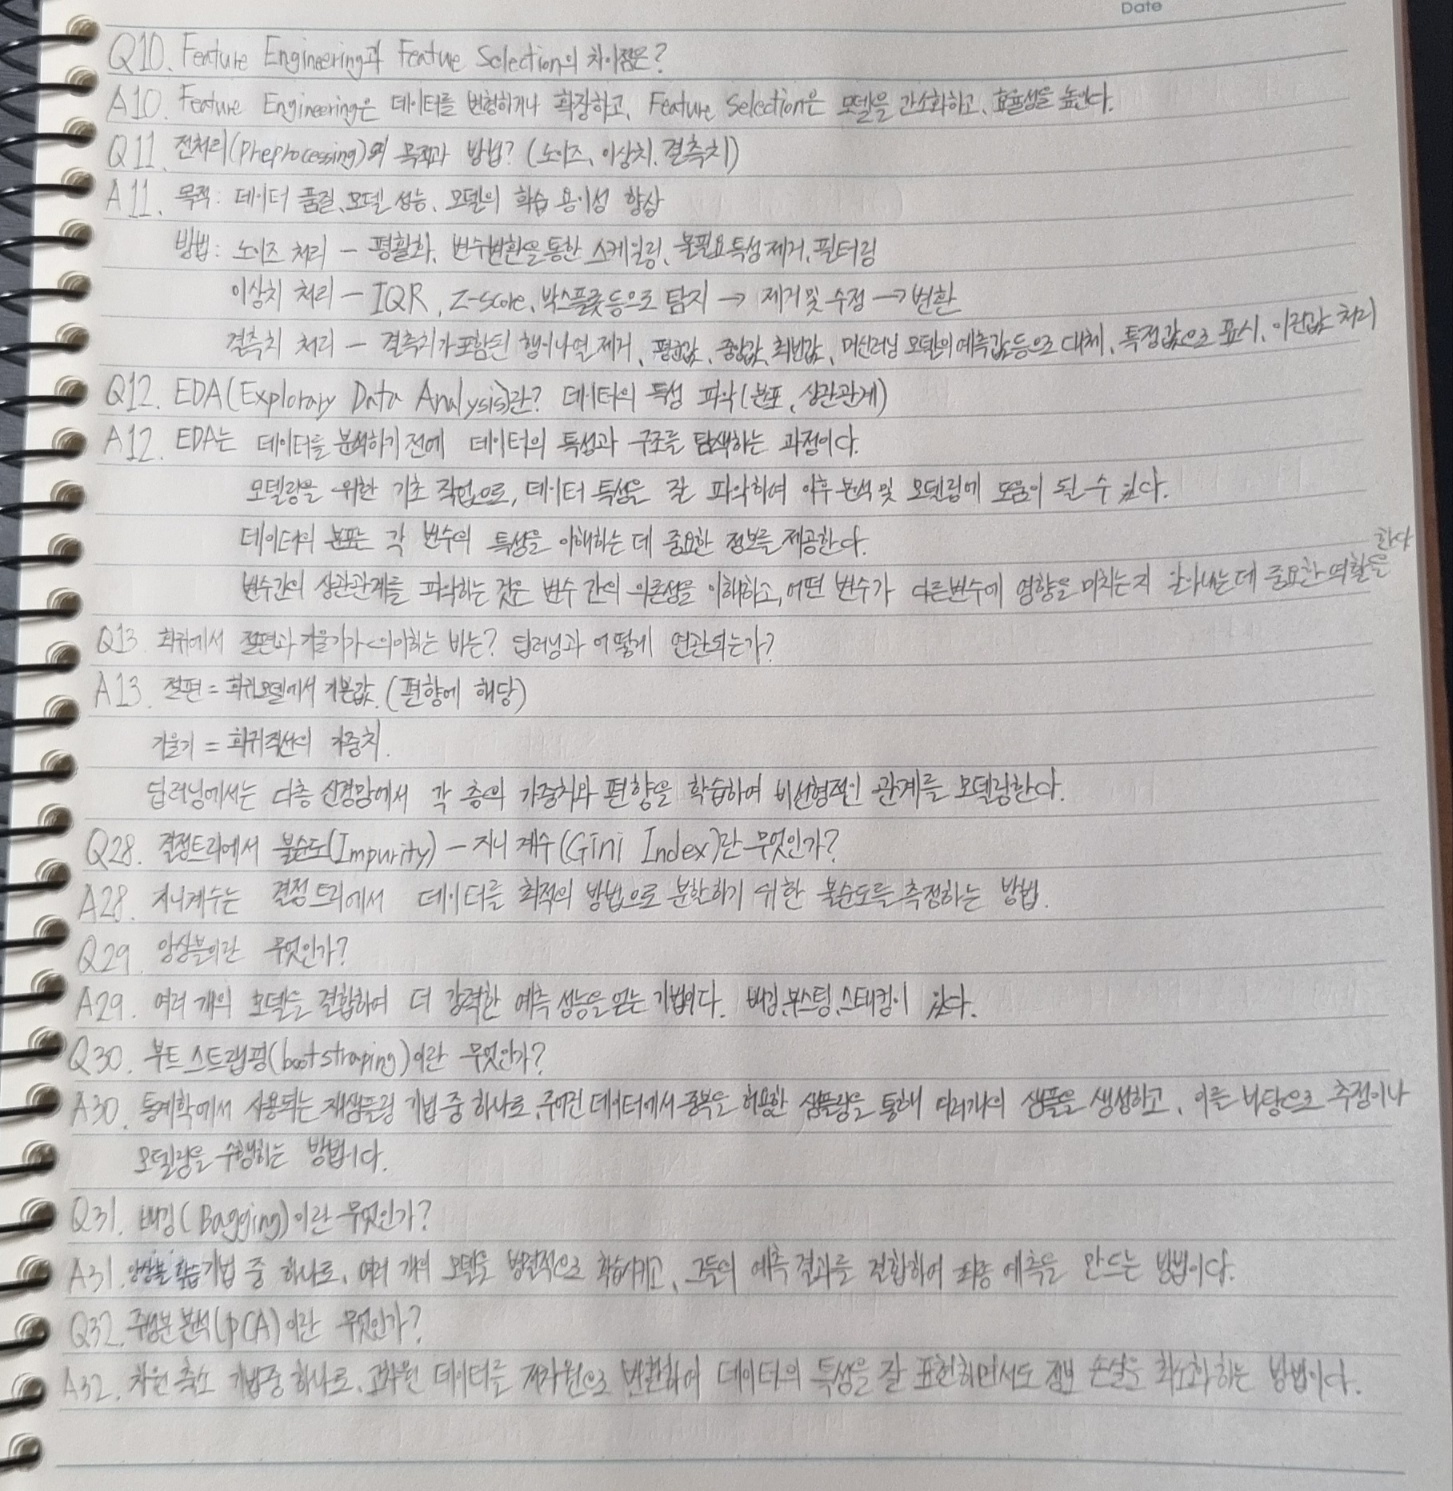 Date
Q10. Feature Engineering과 Feature Selection의 차이점은?
A10. Feature Engineering은 데이터를 변형하거나 확장하고, Feature Selection은 모델을 간소화하고, 효율성을 높인다.
Q11. 전처리(Preprocessing)의 목적과 방법? (노이즈, 이상치, 결측치)
A11. 목적: 데이터 품질, 모델 성능, 모델의 학습 용이성 향상
방법: 노이즈 처리 - 평활화, 변수변환을 통한 스케일링, 불필요 특성 제거, 필터링
이상치 처리 - IQR, Z-score, 박스플롯 등으로 탐지 → 제거 및 수정 → 변환
결측치 처리 - 결측치가 포함된 행이나 열 제거, 평균값, 중앙값, 최빈값, 머신러닝 모델의 예측값 등으로 대체, 특정값으로 표시, 이진값 처리
Q12. EDA(Explorary Data Analysis)란? 데이터의 특성 파악(분포, 상관관계)
A12. EDA는 데이터를 분석하기 전에 데이터의 특성과 구조를 탐색하는 과정이다.
모델링을 위한 기초 작업으로, 데이터 특성을 잘 파악하여 이후 분석 및 모델링에 도움이 될 수 있다.
데이터의 분포는 각 변수의 특성을 이해하는 데 중요한 정보를 제공한다.
변수간의 상관관계를 파악하는 것은 변수 간의 의존성을 이해하고, 어떤 변수가 다른변수에 영향을 미치는지 알아내는 데 중요한 역할을 한다
Q13. 회귀에서 절편과 기울기가 의미하는 바는? 딥러닝과 어떻게 연관되는가?
A13. 절편 = 회귀모델에서 기본값. (편향에 해당)
기울기 = 회귀직선의 가중치.
딥러닝에서는 다층 신경망에서 각 층의 가중치와 편향을 학습하여 비선형적인 관계를 모델링한다.
Q28. 결정트리에서 불순도(Impurity) - 지니 계수(Gini Index)란 무엇인가?
A28. 지니계수는 결정트리에서 데이터를 최적의 방법으로 분할하기 위한 불순도를 측정하는 방법.
Q29. 앙상블이란 무엇인가?
A29. 여러 개의 모델을 결합하여 더 강력한 예측 성능을 얻는 기법이다. 배깅, 부스팅, 스태킹이 있다.
Q30. 부트 스트랩핑(bootstraping)이란 무엇인가?
A30. 통계학에서 사용되는 재샘플링 기법 중 하나로, 주어진 데이터에서 중복을 허용한 샘플링을 통해 여러개의 샘플을 생성하고, 이를 바탕으로 추정이나
모델링을 수행하는 방법이다.
Q31. 배깅(Bagging)이란 무엇인가?
A31. 앙상블 학습 기법 중 하나로, 여러 개의 모델을 병렬적으로 학습시키고, 그들의 예측 결과를 결합하여 최종 예측을 만드는 방법이다.
Q32. 주성분 분석(PCA)이란 무엇인가?
A32. 차원 축소 기법중 하나로, 고차원 데이터를 저차원으로 변환하여 데이터의 특성을 잘 표현하면서도 정보 손실을 최소화하는 방법이다.